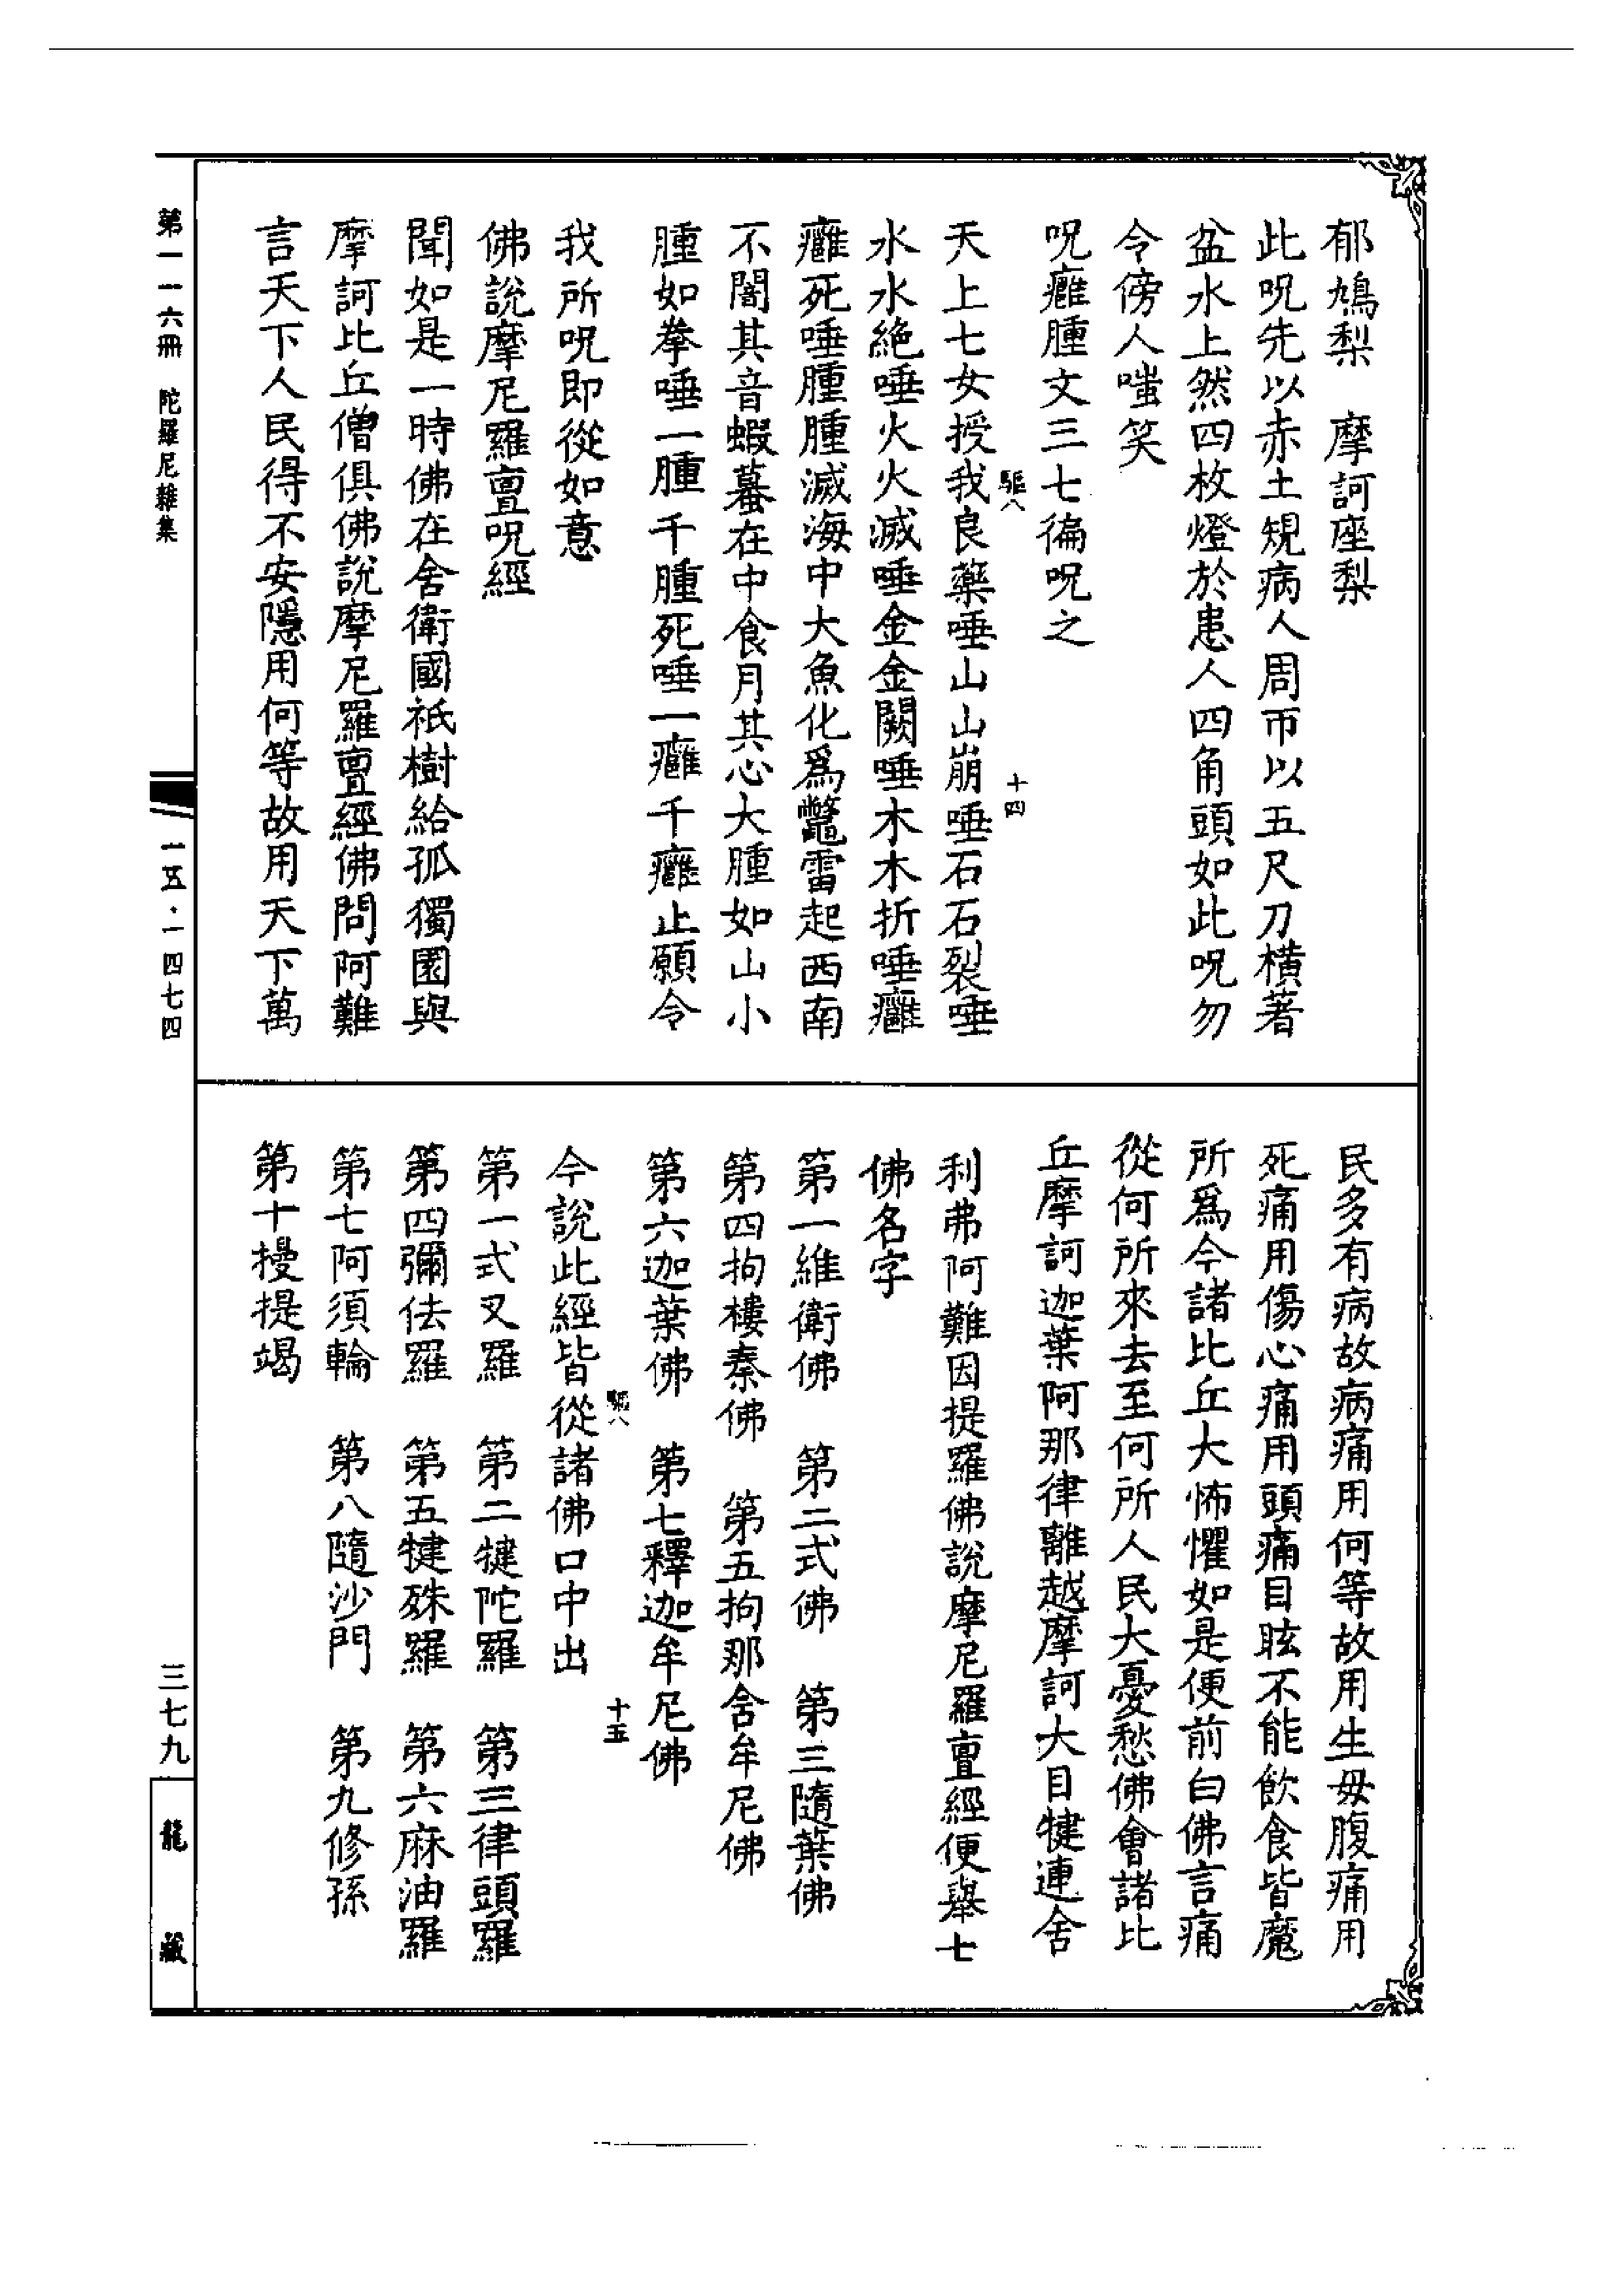 郁鳩梨　摩訶座梨
此呪先以赤土規病人周帀以五尺刀橫著
盆水上然四枚燈於患人四角頭如此呪勿
令傍人嗤笑
呪癰腫文三七徧呪之
驅八
十四
天上七女授我良藥唾山山崩唾石石裂唾
水水絶唾火火滅唾金金闕唾木木折唾癰
癰死唾腫腫滅海中大魚化爲鼈雷起西南
不闇其音蝦蟇在中食月其心大腫如山小
腫如拳唾一腫千腫死唾一癰千癰止願令
我所呪即從如意
佛說摩尼羅亶呪經
聞如是一時佛在舍衛國祇樹給孤獨園與
摩訶比丘僧俱佛說摩尼羅亶經佛問阿難
言天下人民得不安隱用何等故用天下萬
民多有病故病痛用何等故用生毋腹痛用
死痛用傷心痛用頭痛目眩不能飲食皆魔
所爲今諸比丘大怖懼如是便前白佛言痛
從何所來去至何所人民大憂愁佛會諸比
丘摩訶迦葉阿那律離越摩訶大目犍連舍
利弗阿難因提羅佛說摩尼羅亶經便舉七
佛名字
第一維衛佛　第二式佛　第三隨葉佛
第四拘樓秦佛　第五拘那舍牟尼佛
第六迦葉佛　第七釋迦牟尼佛
驅八
十五
今說此經皆從諸佛口中出
第一式叉羅　第二犍陀羅　第三律頭羅
第四彌佉羅　第五犍殊羅　第六麻油羅
第七阿須輪　第八隨沙門　第九修孫
第十擾提竭
第一一六冊　陀羅尼雜集
一五·一四七四
三七九
龍藏